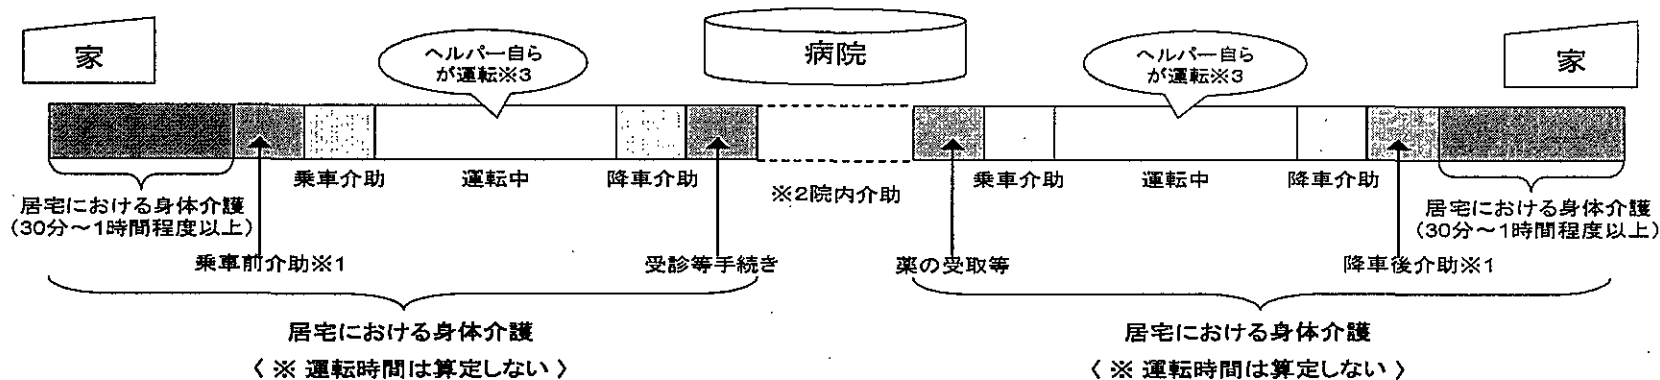 家
ヘルパー自ら
が運転※3
病院
ヘルパー自ら
が運転※3
家
乗車介助
運転中
降車介助
※2院内介助
乗車介助
運転中
降車介助
居宅における身体介護
(30分～1時間程度以上)
居宅における身体介護
(30分～1時間程度以上)
乗車前介助※1
受診等手続き
薬の受取等
降車後介助※1
居宅における身体介護
〈 ※ 運転時間は算定しない 〉
居宅における身体介護
〈 ※ 運転時間は算定しない 〉